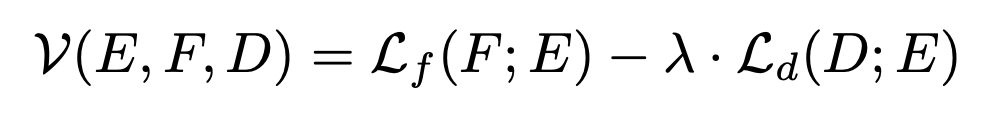 𝒱(E, F, D) = ℒ_f(F; E) − λ · ℒ_d(D; E)